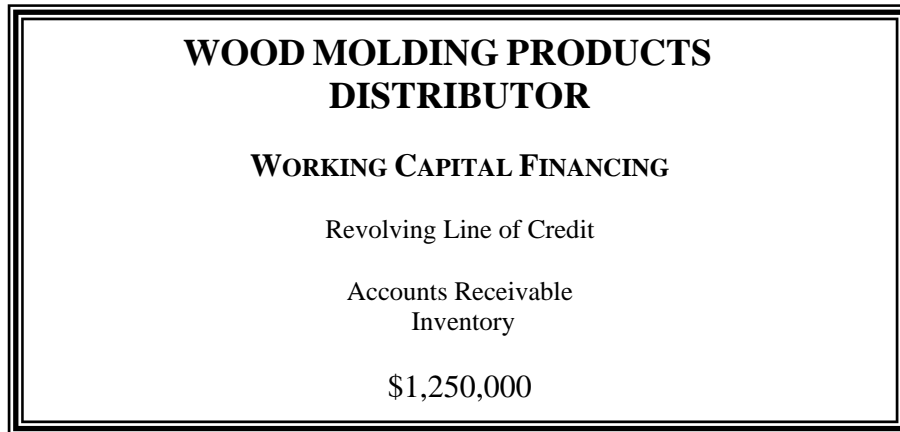 WOOD MOLDING PRODUCTS
DISTRIBUTOR
WORKING CAPITAL FINANCING
Revolving Line of Credit
Accounts Receivable
Inventory
$1,250,000